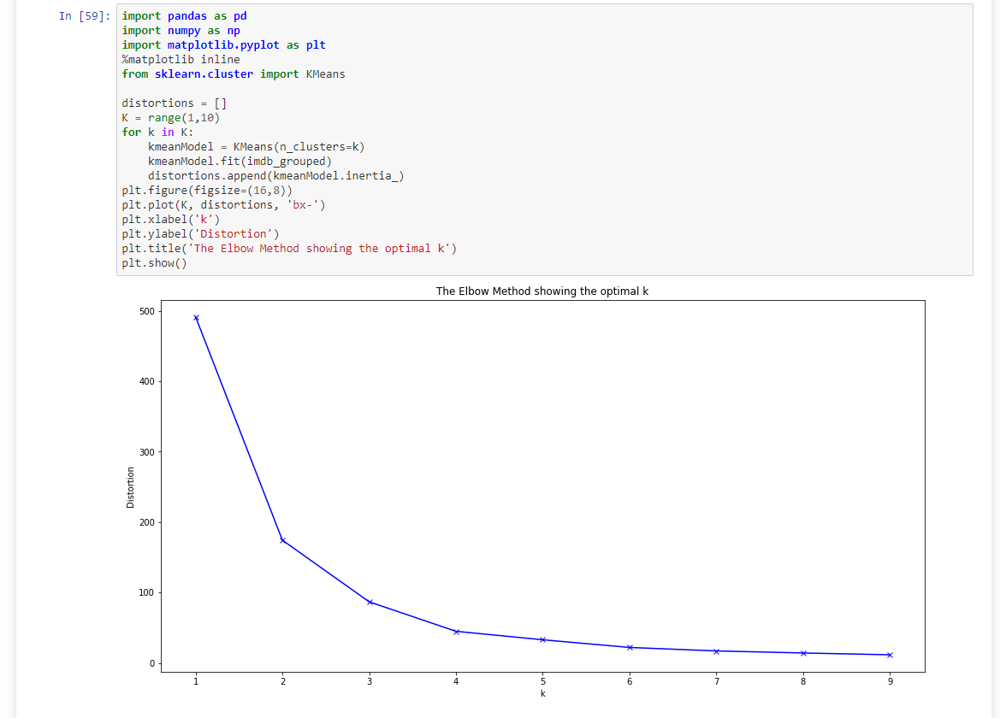 In [59]:
import pandas as pd
import numpy as np
import matplotlib.pyplot as plt
%matplotlib inline
from sklearn.cluster import KMeans
distortions = []
K = range(1,10)
for k in K:
    kmeanModel = KMeans(n_clusters=k)
    kmeanModel.fit(imdb_grouped)
    distortions.append(kmeanModel.inertia_)
plt.figure(figsize=(16,8))
plt.plot(K, distortions, 'bx-')
plt.xlabel('k')
plt.ylabel('Distortion')
plt.title('The Elbow Method showing the optimal k')
plt.show()
The Elbow Method showing the optimal k
500
400
300
200
100
0
Distortion
1 2 3 4 5 6 7 8 9
k